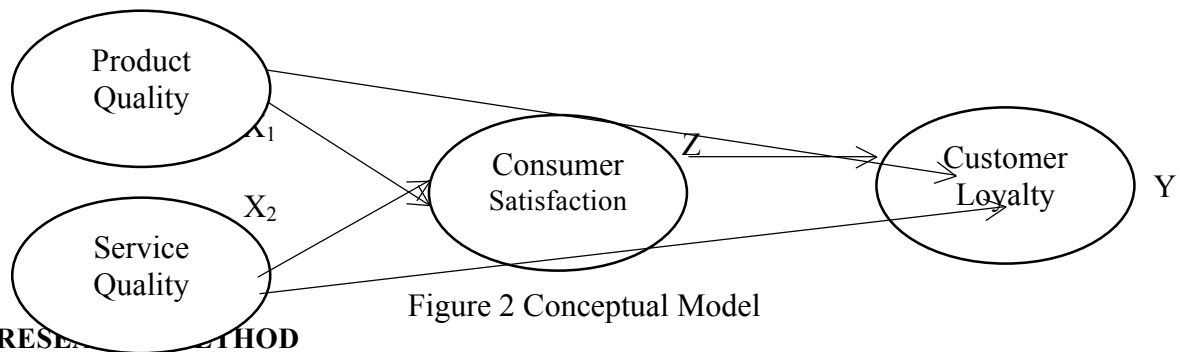 Product
Quality
X₁
Consumer
Satisfaction
Z
Customer
Loyalty
Y
X₂
Service
Quality
Figure 2 Conceptual Model